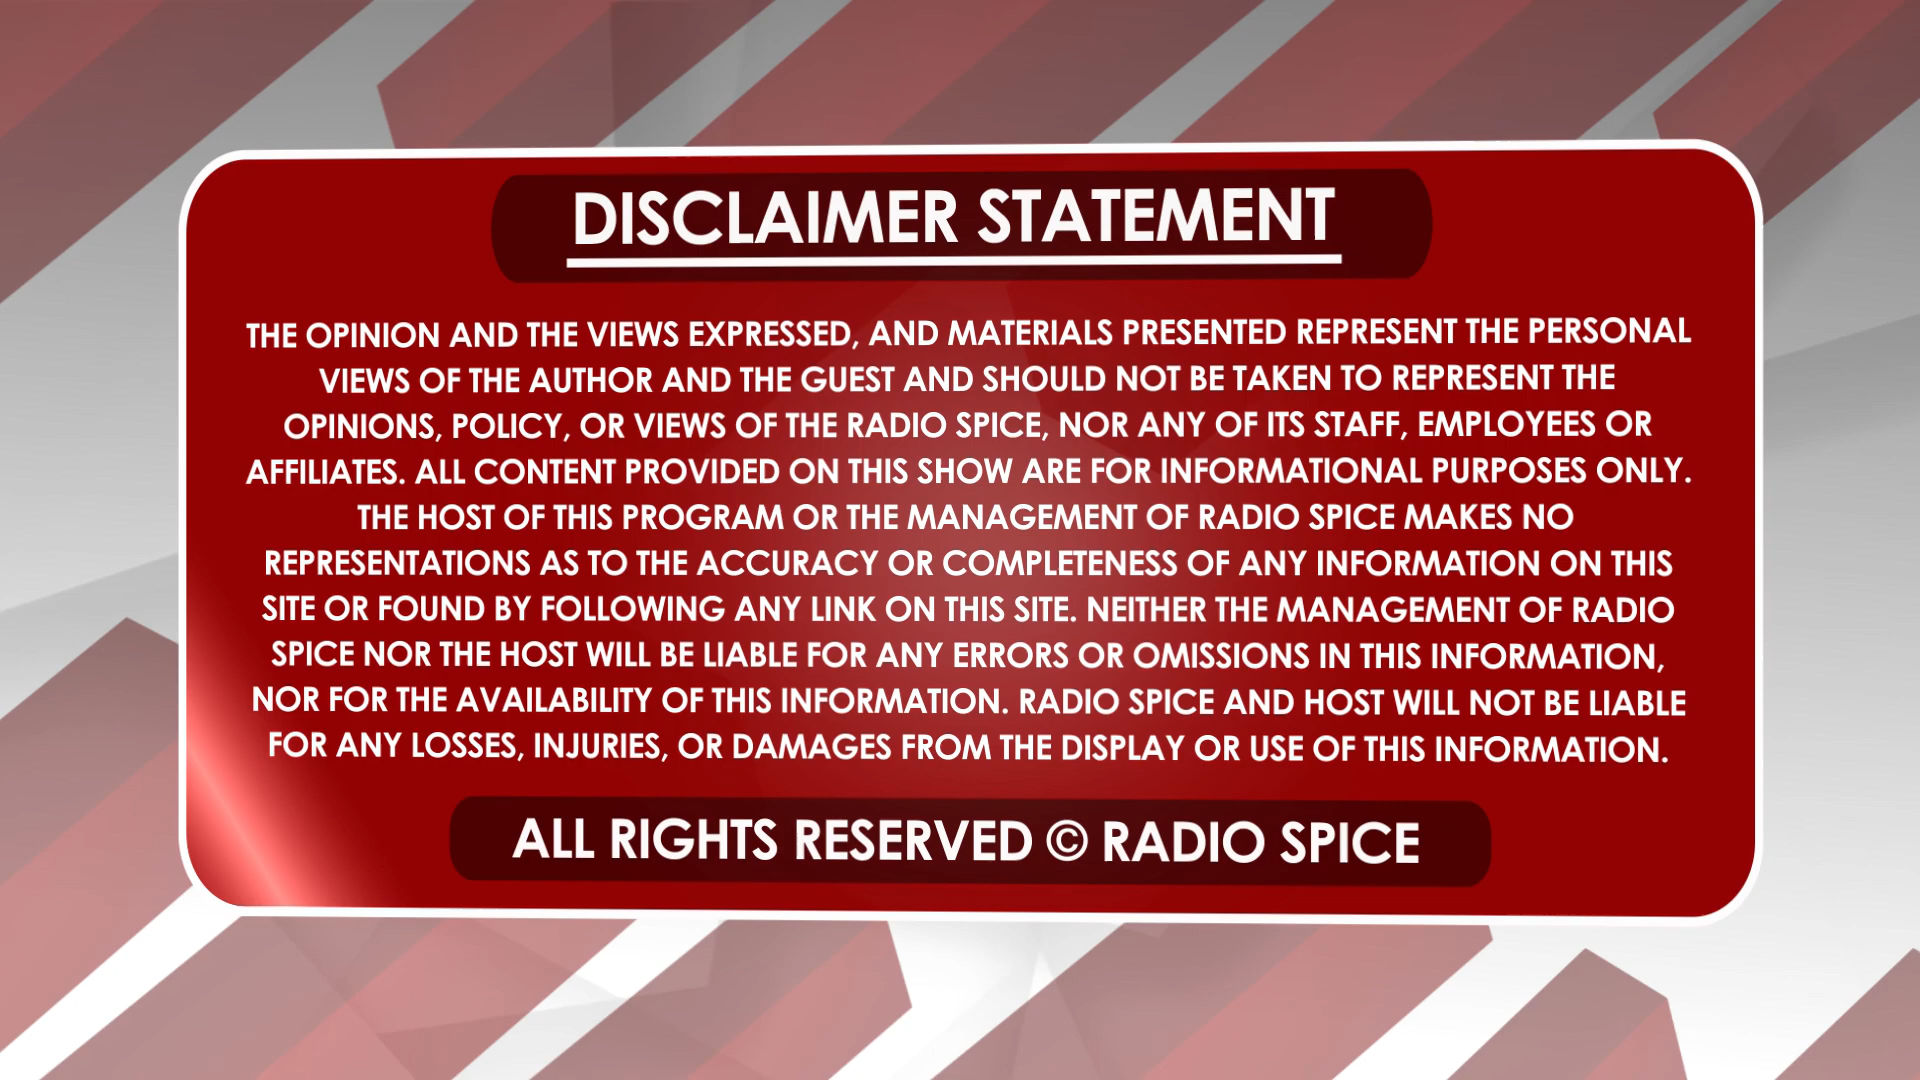 DISCLAIMER STATEMENT
THE OPINION AND THE VIEWS EXPRESSED, AND MATERIALS PRESENTED REPRESENT THE PERSONAL
VIEWS OF THE AUTHOR AND THE GUEST AND SHOULD NOT BE TAKEN TO REPRESENT THE
OPINIONS, POLICY, OR VIEWS OF THE RADIO SPICE, NOR ANY OF ITS STAFF, EMPLOYEES OR
AFFILIATES. ALL CONTENT PROVIDED ON THIS SHOW ARE FOR INFORMATIONAL PURPOSES ONLY.
THE HOST OF THIS PROGRAM OR THE MANAGEMENT OF RADIO SPICE MAKES NO
REPRESENTATIONS AS TO THE ACCURACY OR COMPLETENESS OF ANY INFORMATION ON THIS
SITE OR FOUND BY FOLLOWING ANY LINK ON THIS SITE. NEITHER THE MANAGEMENT OF RADIO
SPICE NOR THE HOST WILL BE LIABLE FOR ANY ERRORS OR OMISSIONS IN THIS INFORMATION,
NOR FOR THE AVAILABILITY OF THIS INFORMATION. RADIO SPICE AND HOST WILL NOT BE LIABLE
FOR ANY LOSSES, INJURIES, OR DAMAGES FROM THE DISPLAY OR USE OF THIS INFORMATION.
ALL RIGHTS RESERVED © RADIO SPICE